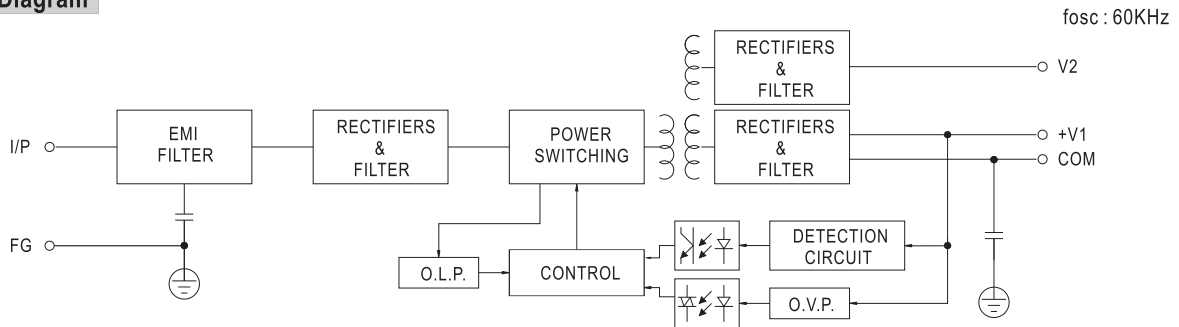 Diagram
fosc : 60KHz
RECTIFIERS
&
FILTER
V2
I/P
EMI
FILTER
RECTIFIERS
&
FILTER
POWER
SWITCHING
RECTIFIERS
&
FILTER
+V1
COM
FG
O.L.P.
CONTROL
DETECTION
CIRCUIT
O.V.P.